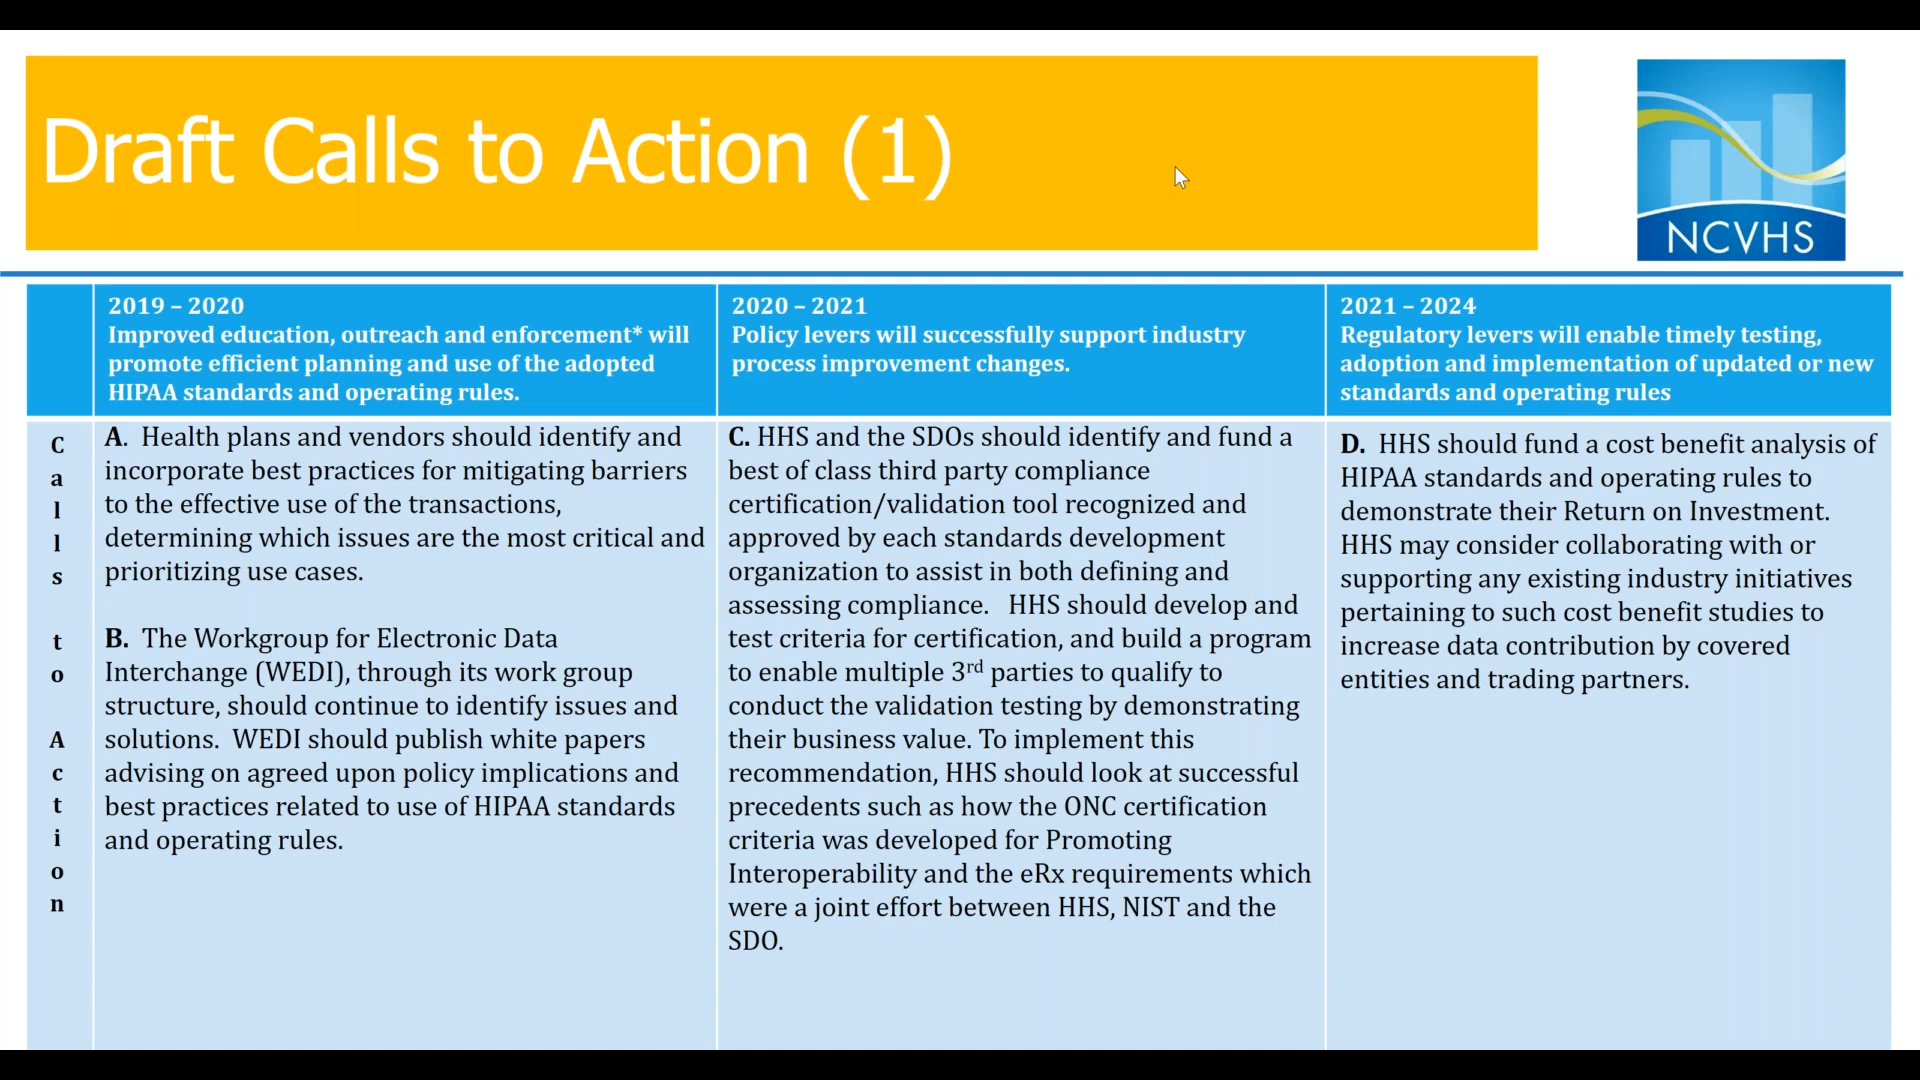 Draft Calls to Action (1)
NCVHS
2019 – 2020
Improved education, outreach and enforcement* will
promote efficient planning and use of the adopted
HIPAA standards and operating rules.
2020 – 2021
Policy levers will successfully support industry
process improvement changes.
2021 – 2024
Regulatory levers will enable timely testing,
adoption and implementation of updated or new
standards and operating rules
C
a
l
l
s
t
o
A
c
t
i
o
n
A. Health plans and vendors should identify and
incorporate best practices for mitigating barriers
to the effective use of the transactions,
determining which issues are the most critical and
prioritizing use cases.
B. The Workgroup for Electronic Data
Interchange (WEDI), through its work group
structure, should continue to identify issues and
solutions. WEDI should publish white papers
advising on agreed upon policy implications and
best practices related to use of HIPAA standards
and operating rules.
C. HHS and the SDOs should identify and fund a
best of class third party compliance
certification/validation tool recognized and
approved by each standards development
organization to assist in both defining and
assessing compliance. HHS should develop and
test criteria for certification, and build a program
to enable multiple 3rd parties to qualify to
conduct the validation testing by demonstrating
their business value. To implement this
recommendation, HHS should look at successful
precedents such as how the ONC certification
criteria was developed for Promoting
Interoperability and the eRx requirements which
were a joint effort between HHS, NIST and the
SDO.
D. HHS should fund a cost benefit analysis of
HIPAA standards and operating rules to
demonstrate their Return on Investment.
HHS may consider collaborating with or
supporting any existing industry initiatives
pertaining to such cost benefit studies to
increase data contribution by covered
entities and trading partners.